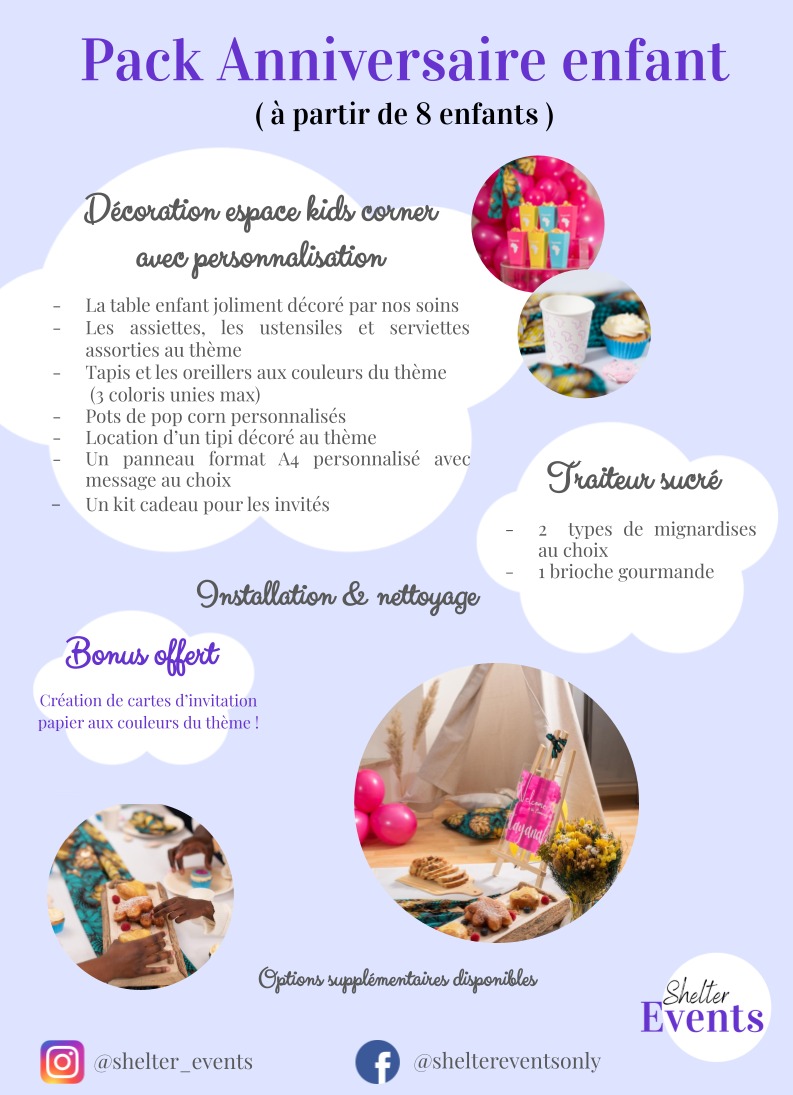 Pack Anniversaire enfant
( à partir de 8 enfants )
Décoration espace kids corner
avec personnalisation
- La table enfant joliment décoré par nos soins
- Les assiettes, les ustensiles et serviettes
assorties au thème
- Tapis et les oreillers aux couleurs du thème
(3 coloris unies max)
- Pots de pop corn personnalisés
- Location d'un tipi décoré au thème
- Un panneau format A4 personnalisé avec
message au choix
- Un kit cadeau pour les invités
Traiteur sucré
- 2 types de mignardises
au choix
- 1 brioche gourmande
Installation & nettoyage
Bonus offert
Création de cartes d'invitation
papier aux couleurs du thème !
Welcome
Options supplémentaires disponibles
Shelter
Events
@shelter_events
@sheltereventsonly